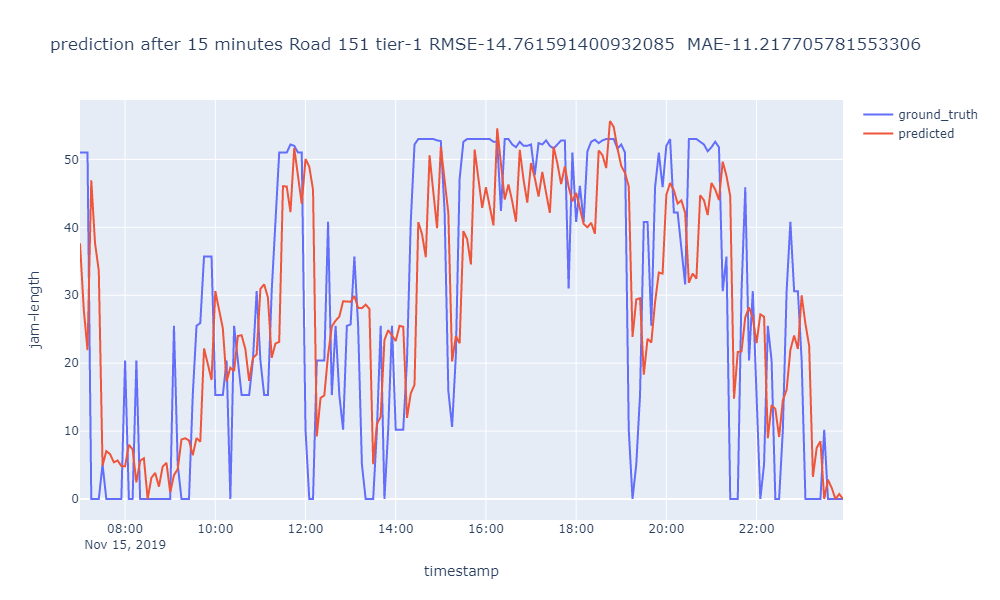 prediction after 15 minutes Road 151 tier-1 RMSE-14.761591400932085 MAE-11.217705781553306
ground_truth
predicted
50
40
30
20
10
0
jam-length
08:00 10:00 12:00 14:00 16:00 18:00 20:00 22:00
Nov 15, 2019
timestamp